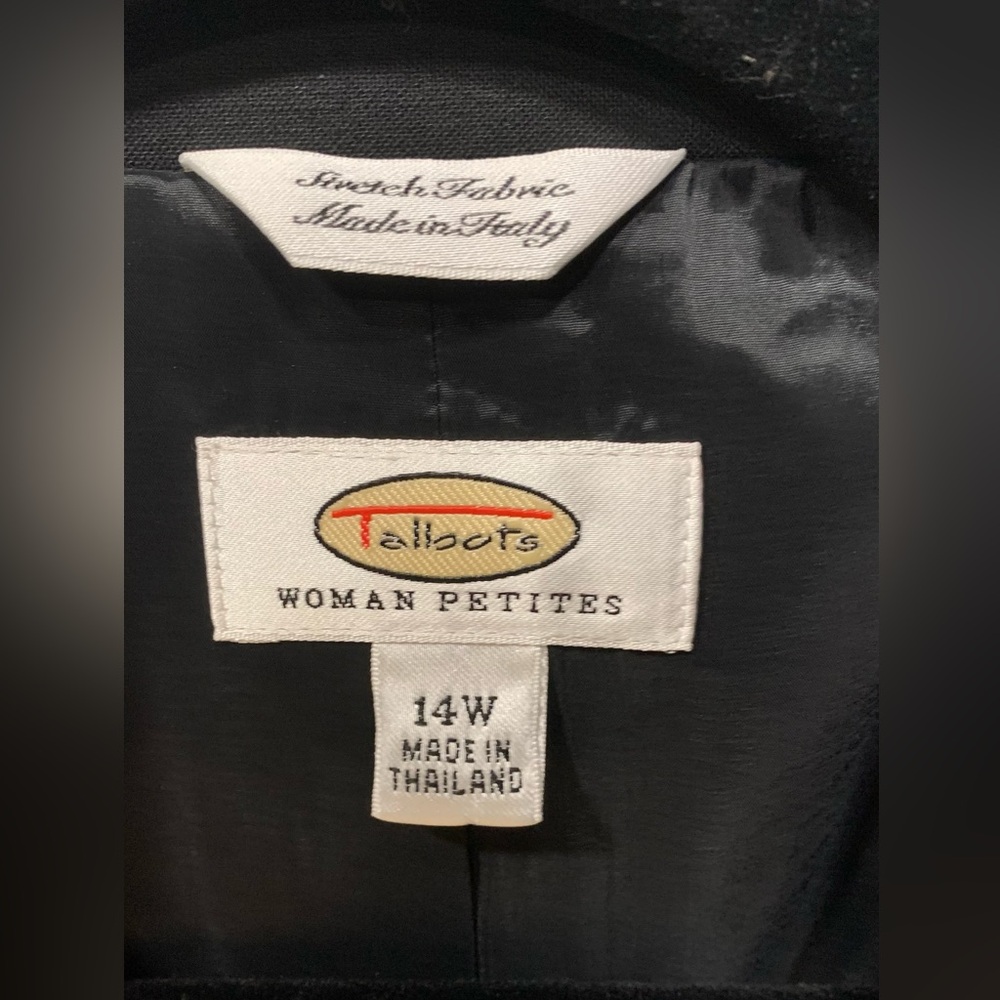 Stretch Fabric
Made in Italy
Talbots
WOMAN PETITES
14W
MADE IN
THAILAND